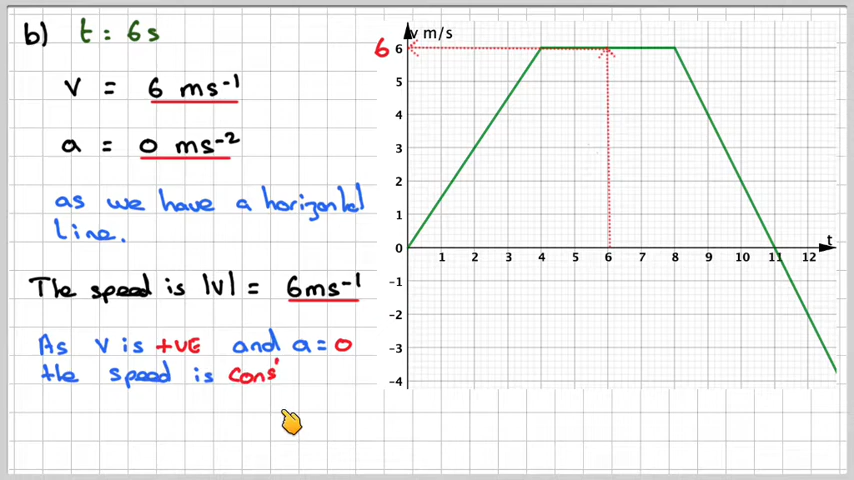 b) t = 6s
v = 6 ms-1
a = 0 ms-2
as we have a horizontal
line.
The speed is |v| = 6ms-1
As v is +VE and a = 0
the speed is cons'
6
v m/s
6
5
4
3
2
1
0
-1
-2
-3
-4
1 2 3 4 5 6 7 8 9 10 11 12
t